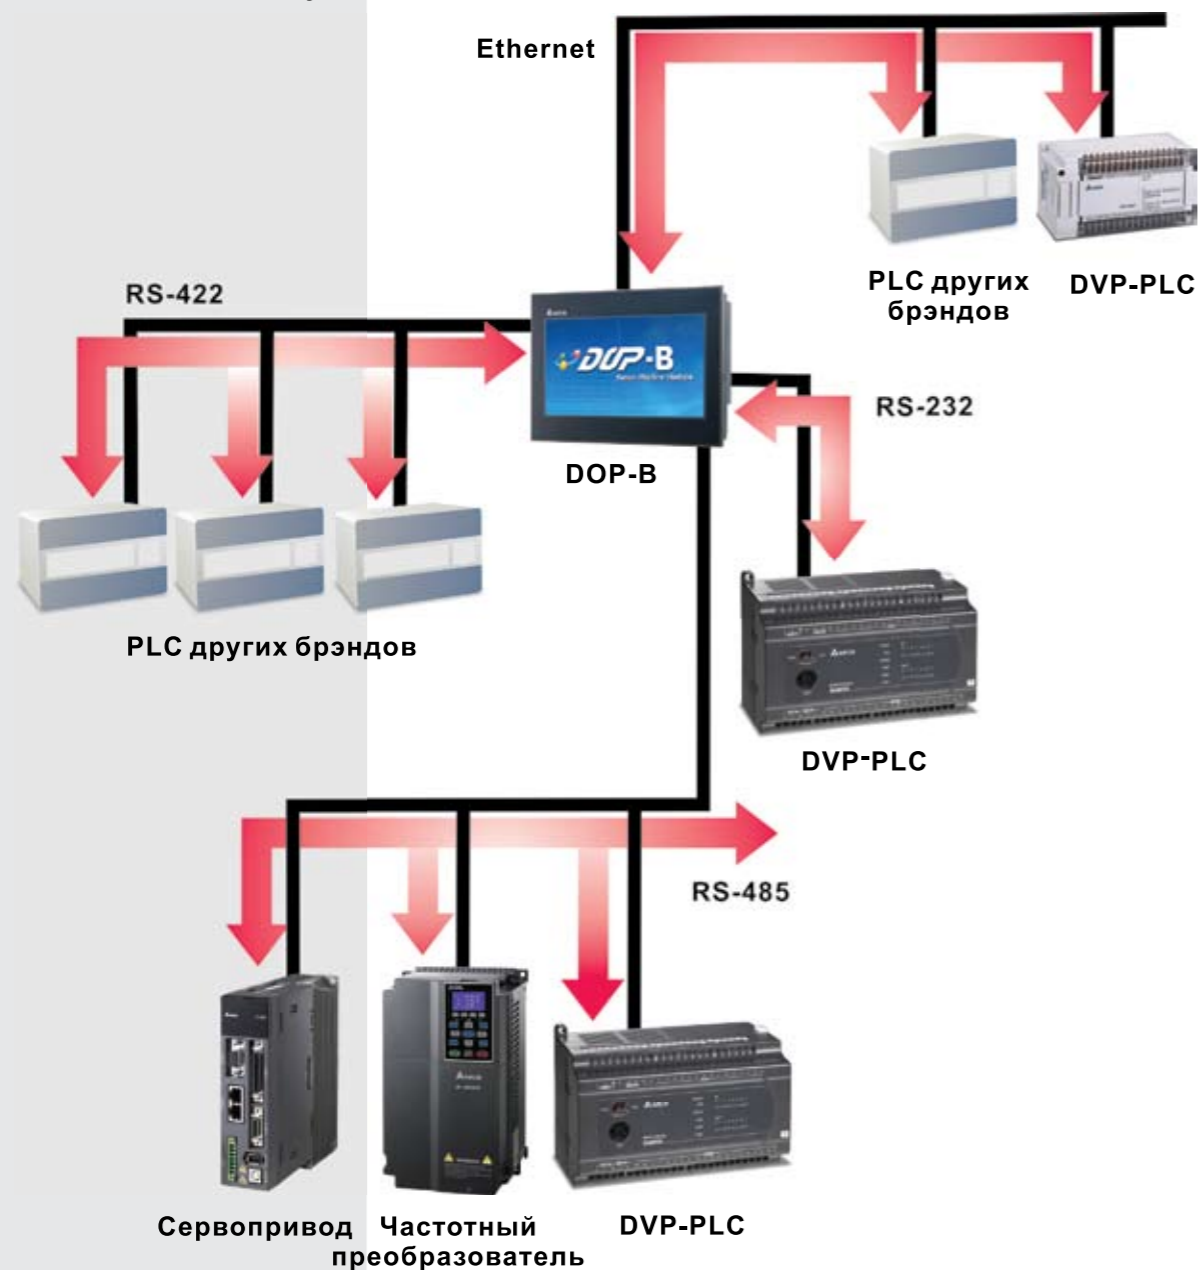 Ethernet
PLC других
брэндов
DVP-PLC
RS-422
DOP-B
RS-232
DOP-B
PLC других брэндов
DVP-PLC
RS-485
Сервопривод
Частотный
преобразователь
DVP-PLC